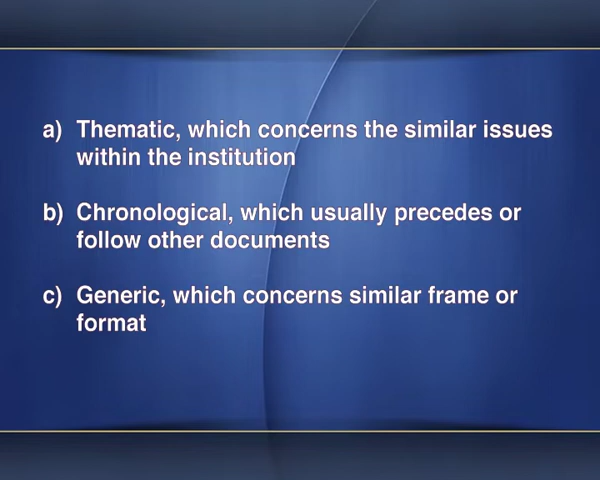 a) Thematic, which concerns the similar issues
within the institution
b) Chronological, which usually precedes or
follow other documents
c) Generic, which concerns similar frame or
format